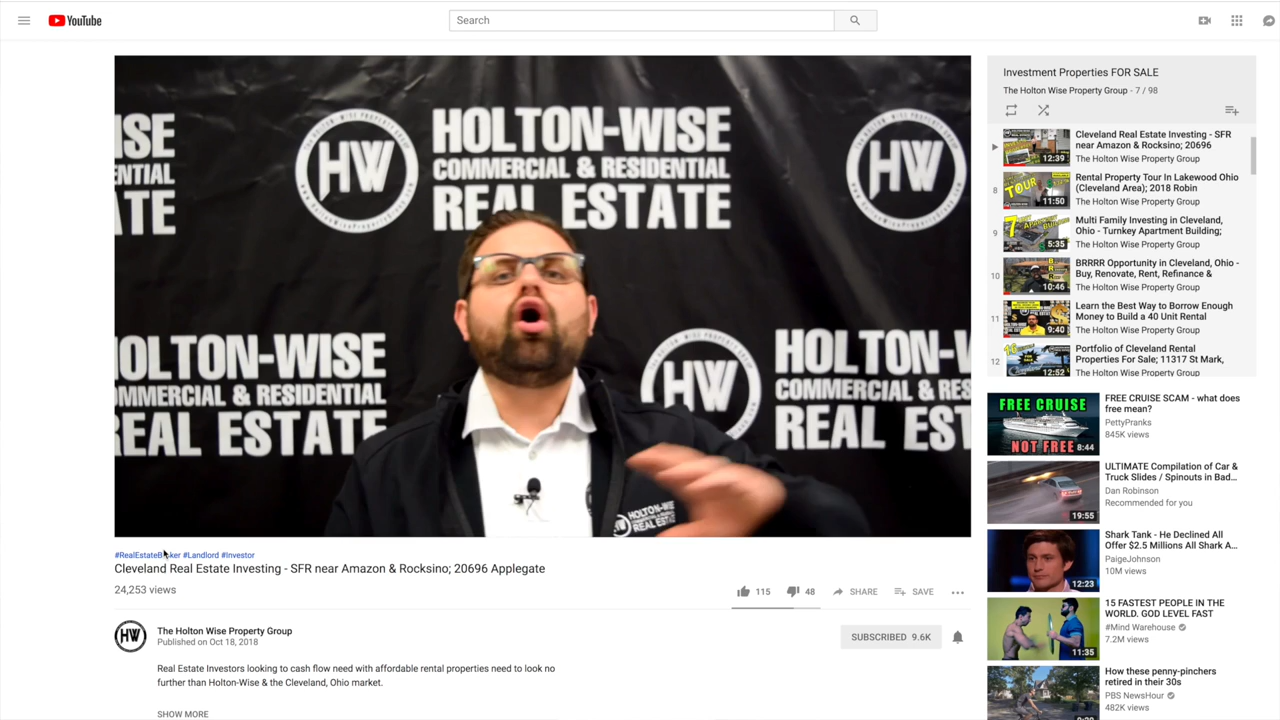 YouTube
Search
ISE
ENTIAL
ATE
HW
HOLTON-WISE
COMMERCIAL & RESIDENTIAL
REAL ESTATE
HW
OLTON-WISE
OMMERCIAL & RESIDENTIAL
REAL ESTATE
HW
HOLTON-W
COMMERCIAL & RES
REAL EST
HOLTON-
REAL ES
#RealEstateBroker #Landlord #Investor
Cleveland Real Estate Investing - SFR near Amazon & Rocksino; 20696 Applegate
24,253 views
115
48
SHARE
SAVE
HW
The Holton Wise Property Group
Published on Oct 18, 2018
SUBSCRIBED 9.6K
Real Estate Investors looking to cash flow need with affordable rental properties need to look no
further than Holton-Wise & the Cleveland, Ohio market.
SHOW MORE
Investment Properties FOR SALE
The Holton Wise Property Group - 7 / 98
12:39
Cleveland Real Estate Investing - SFR
near Amazon & Rocksino; 20696
The Holton Wise Property Group
8
TOUR
11:50
Rental Property Tour In Lakewood Ohio
(Cleveland Area); 2018 Robin
The Holton Wise Property Group
9
7
5:35
Multi Family Investing in Cleveland,
Ohio - Turnkey Apartment Building;
The Holton Wise Property Group
10
10:46
BRRRR Opportunity in Cleveland, Ohio -
Buy, Renovate, Rent, Refinance &
The Holton Wise Property Group
11
9:40
Learn the Best Way to Borrow Enough
Money to Build a 40 Unit Rental
The Holton Wise Property Group
12
16
12:52
Portfolio of Cleveland Rental
Properties For Sale; 11317 St Mark,
The Holton Wise Property Group
FREE CRUISE
NOT FREE
8:44
FREE CRUISE SCAM - what does
free mean?
PettyPranks
845K views
19:55
ULTIMATE Compilation of Car &
Truck Slides / Spinouts in Bad...
Dan Robinson
Recommended for you
12:23
Shark Tank - He Declined All
Offer $2.5 Millions All Shark A...
PaigeJohnson
10M views
11:35
15 FASTEST PEOPLE IN THE
WORLD. GOD LEVEL FAST
#Mind Warehouse
7.2M views
How these penny-pinchers
retired in their 30s
PBS NewsHour
482K views